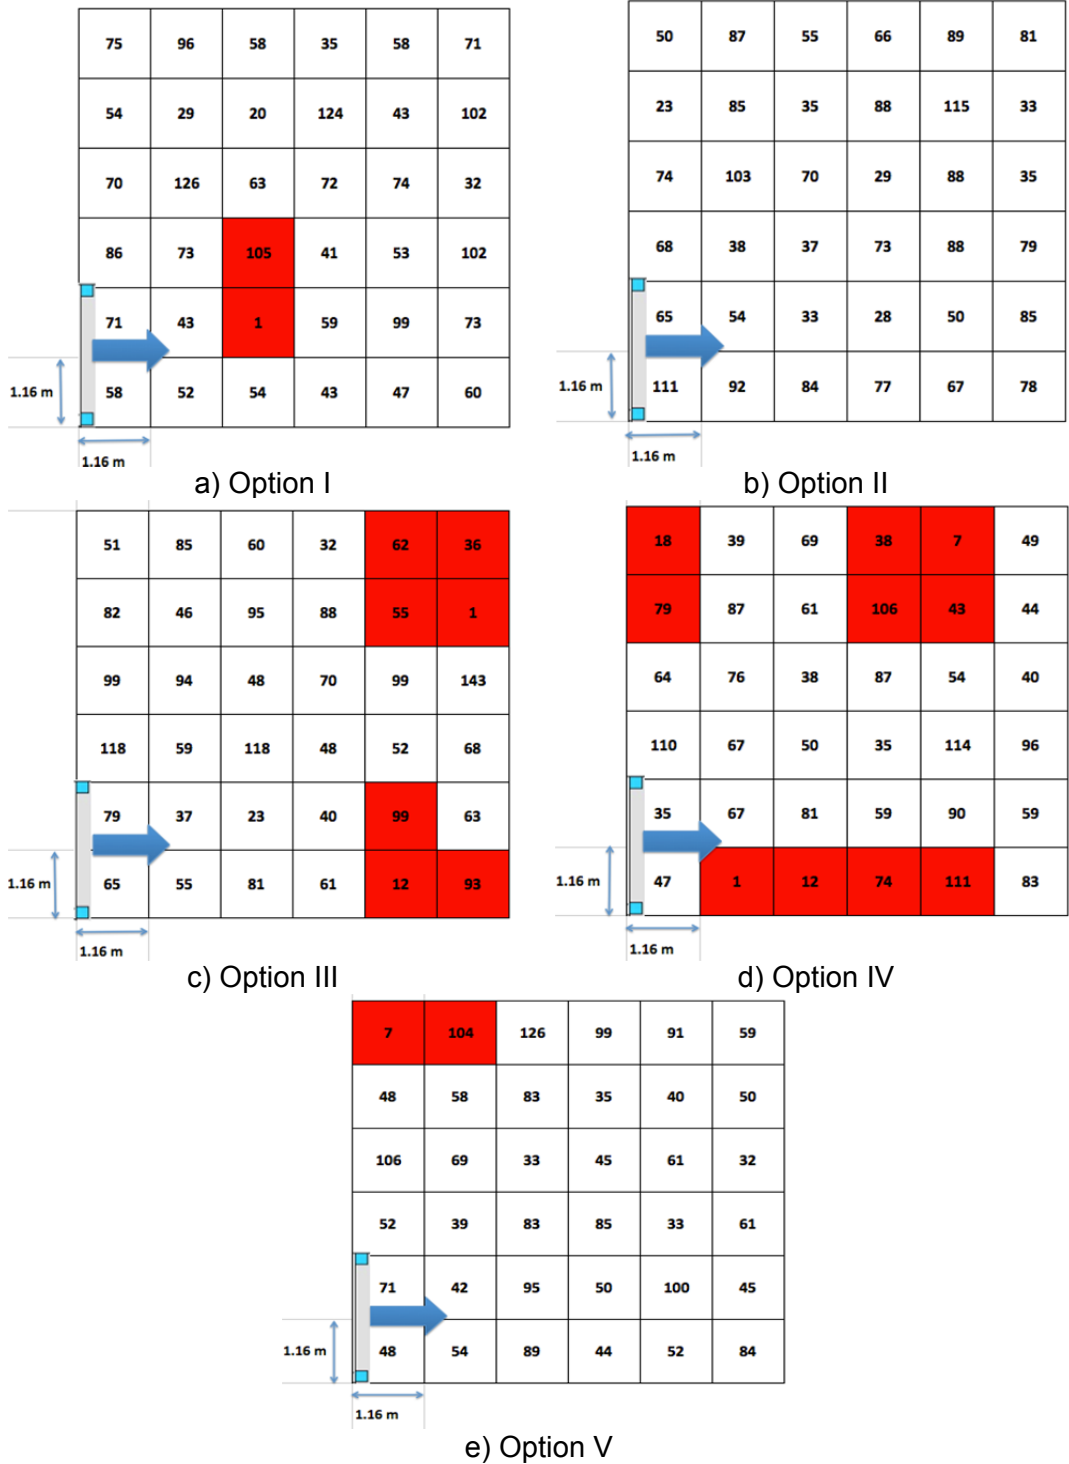 75 96 58 35 58 71
54 29 20 124 43 102
70 126 63 72 74 32
86 73 105 41 53 102
71 43 1 59 99 73
1.16 m 58 52 54 43 47 60
1.16 m
a) Option I
50 87 55 66 89 81
23 85 35 88 115 33
74 103 70 29 88 35
68 38 37 73 88 79
65 54 33 28 50 85
1.16 m 111 92 84 77 67 78
1.16 m
b) Option II
51 85 60 32 62 36
82 46 95 88 55 1
99 94 48 70 99 143
118 59 118 48 52 68
79 37 23 40 99 63
1.16 m 65 55 81 61 12 93
1.16 m
c) Option III
18 39 69 38 7 49
79 87 61 106 43 44
64 76 38 87 54 40
110 67 50 35 114 96
35 67 81 59 90 59
1.16 m 47 1 12 74 111 83
1.16 m
d) Option IV
7 104 126 99 91 59
48 58 83 35 40 50
106 69 33 45 61 32
52 39 83 85 33 61
71 42 95 50 100 45
1.16 m 48 54 89 44 52 84
1.16 m
e) Option V